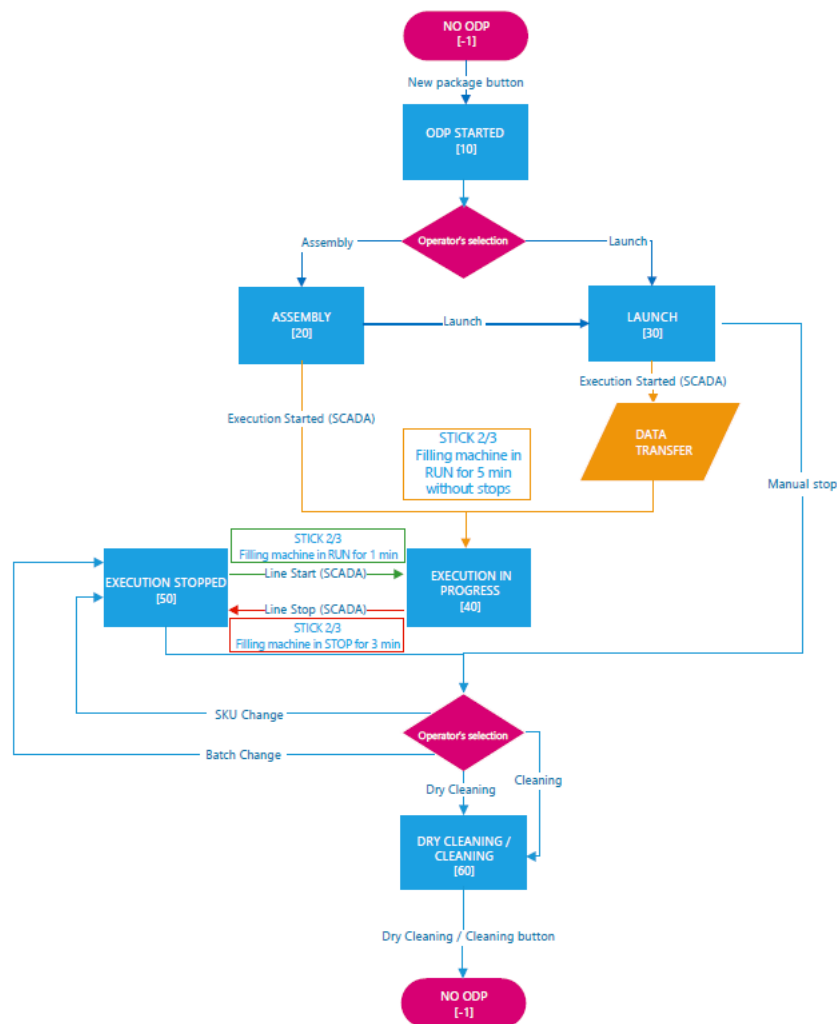 NO ODP
[-1]
New package button
ODP STARTED
[10]
Operator's selection
Assembly
Launch
ASSEMBLY
[20]
Launch
LAUNCH
[30]
Execution Started (SCADA)
Execution Started (SCADA)
STICK 2/3
Filling machine in
RUN for 5 min
without stops
DATA
TRANSFER
Manual stop
STICK 2/3
Filling machine in RUN for 1 min
EXECUTION STOPPED
[50]
Line Start (SCADA)
EXECUTION IN
PROGRESS
[40]
Line Stop (SCADA)
STICK 2/3
Filling machine in STOP for 3 min
SKU Change
Operator's selection
Batch Change
Cleaning
Dry Cleaning
DRY CLEANING /
CLEANING
[60]
Dry Cleaning / Cleaning button
NO ODP
[-1]